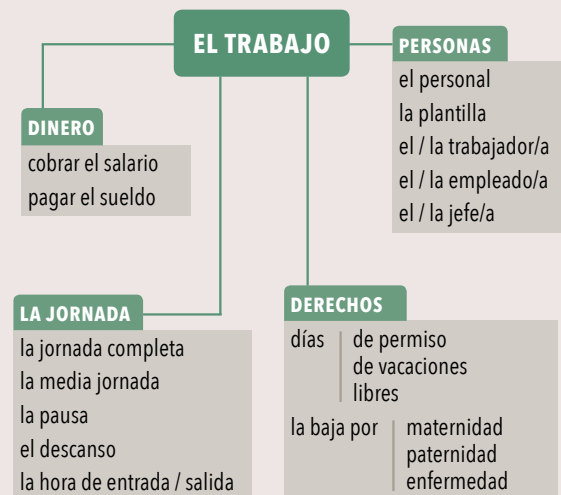 EL TRABAJO
PERSONAS
el personal
la plantilla
el / la trabajador/a
el / la empleado/a
el / la jefe/a
DINERO
cobrar el salario
pagar el sueldo
LA JORNADA
la jornada completa
la media jornada
la pausa
el descanso
la hora de entrada / salida
DERECHOS
días de permiso
de vacaciones
libres
la baja por maternidad
paternidad
enfermedad